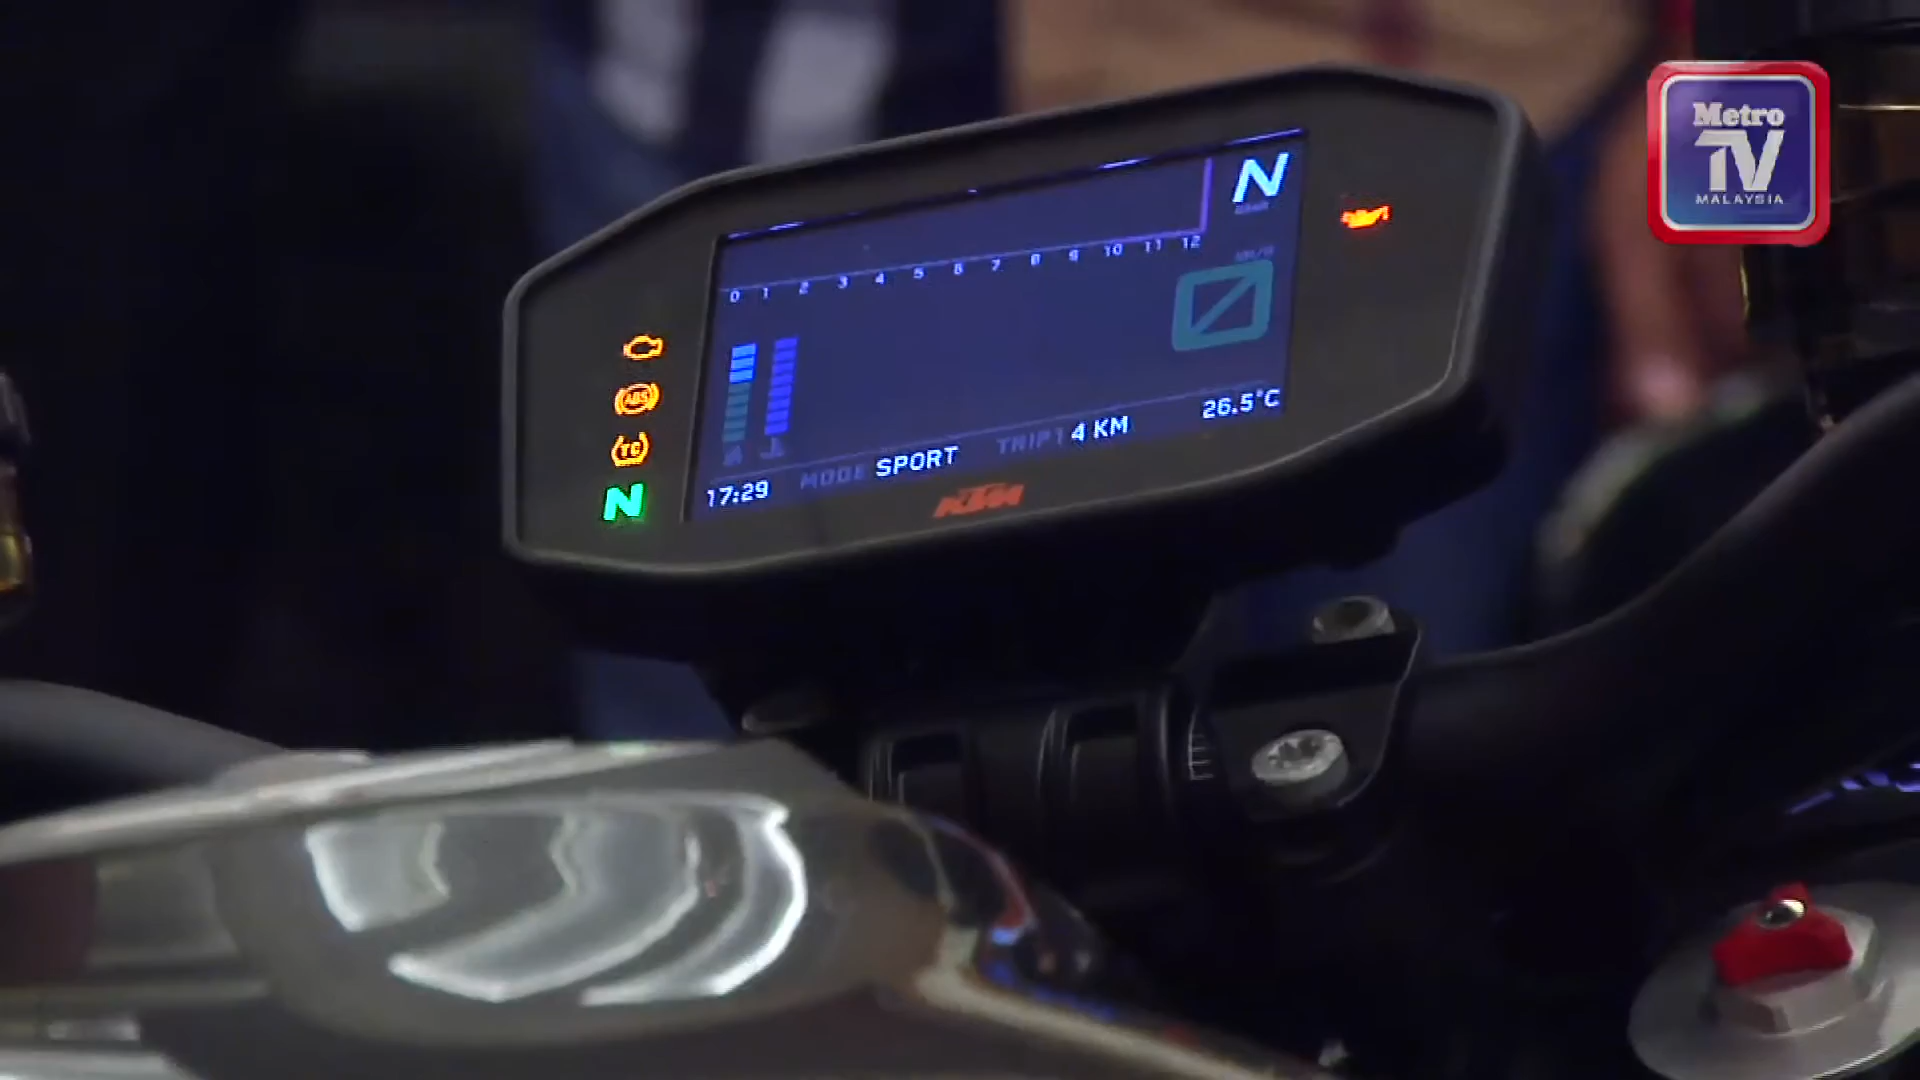 Metro
TV
MALAYSIA
N
0 1 2 3 4 5 6 7 8 9 10 11 12
KM/H
ABS
TC
N
17:29 MODE SPORT TRIP1 4 KM 26.5°C
KTM